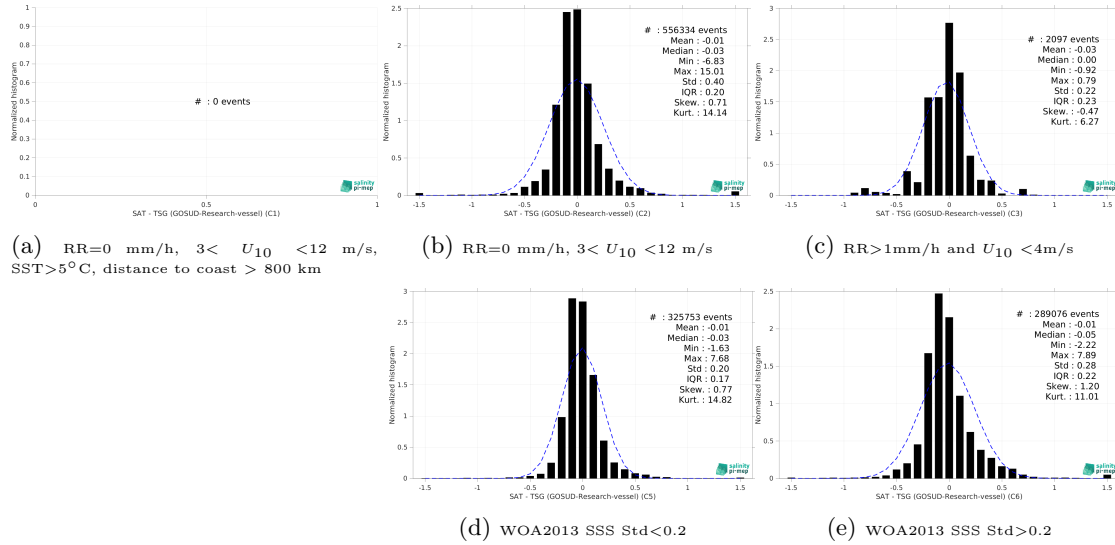 1
0.9
0.8
0.7
0.6
0.5
0.4
0.3
0.2
0.1
0
Normalized histogram
# : 0 events
0 0.5 1
SAT - TSG (GOSUD-Research-vessel) (C1)
salinity
pi-mep
(a) RR=0 mm/h, 3< U10 <12 m/s,
SST>5°C, distance to coast > 800 km
2.5
2
1.5
1
0.5
0
Normalized histogram
# : 556334 events
Mean : -0.01
Median : -0.03
Min : -6.83
Max : 15.01
Std : 0.40
IQR : 0.20
Skew. : 0.71
Kurt. : 14.14
-1.5 -1 -0.5 0 0.5 1 1.5
SAT - TSG (GOSUD-Research-vessel) (C2)
salinity
pi-mep
(b) RR=0 mm/h, 3< U10 <12 m/s
3
2.5
2
1.5
1
0.5
0
Normalized histogram
# : 2097 events
Mean : -0.03
Median : 0.00
Min : -0.92
Max : 0.79
Std : 0.22
IQR : 0.23
Skew. : -0.47
Kurt. : 6.27
-1.5 -1 -0.5 0 0.5 1 1.5
SAT - TSG (GOSUD-Research-vessel) (C3)
salinity
pi-mep
(c) RR>1mm/h and U10 <4m/s
3
2.5
2
1.5
1
0.5
0
Normalized histogram
# : 325753 events
Mean : -0.01
Median : -0.03
Min : -1.63
Max : 7.68
Std : 0.20
IQR : 0.17
Skew. : 0.77
Kurt. : 14.82
-1.5 -1 -0.5 0 0.5 1 1.5
SAT - TSG (GOSUD-Research-vessel) (C5)
salinity
pi-mep
(d) WOA2013 SSS Std<0.2
2.5
2
1.5
1
0.5
0
Normalized histogram
# : 289076 events
Mean : -0.01
Median : -0.05
Min : -2.22
Max : 7.89
Std : 0.28
IQR : 0.22
Skew. : 1.20
Kurt. : 11.01
-1.5 -1 -0.5 0 0.5 1 1.5
SAT - TSG (GOSUD-Research-vessel) (C6)
salinity
pi-mep
(e) WOA2013 SSS Std>0.2